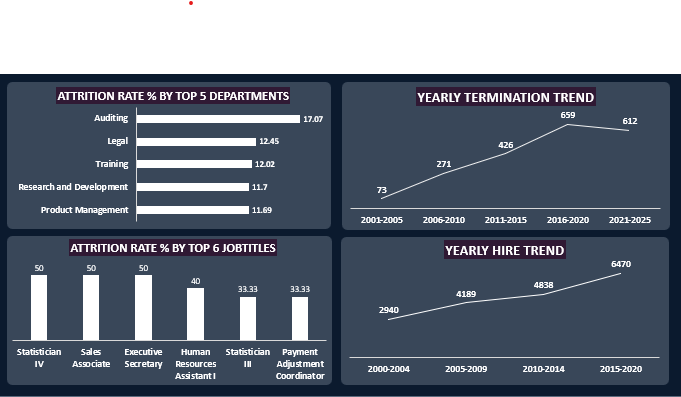 ATTRITION RATE % BY TOP 5 DEPARTMENTS
Auditing 17.07
Legal 12.45
Training 12.02
Research and Development 11.7
Product Management 11.69
YEARLY TERMINATION TREND
73 271 426 659 612
2001-2005 2006-2010 2011-2015 2016-2020 2021-2025
ATTRITION RATE % BY TOP 6 JOBTITLES
50 50 50 40 33.33 33.33
Statistician Sales Executive Human Statistician Payment
IV Associate Secretary Resources III Adjustment
Assistant I Coordinator
YEARLY HIRE TREND
2940 4189 4838 6470
2000-2004 2005-2009 2010-2014 2015-2020